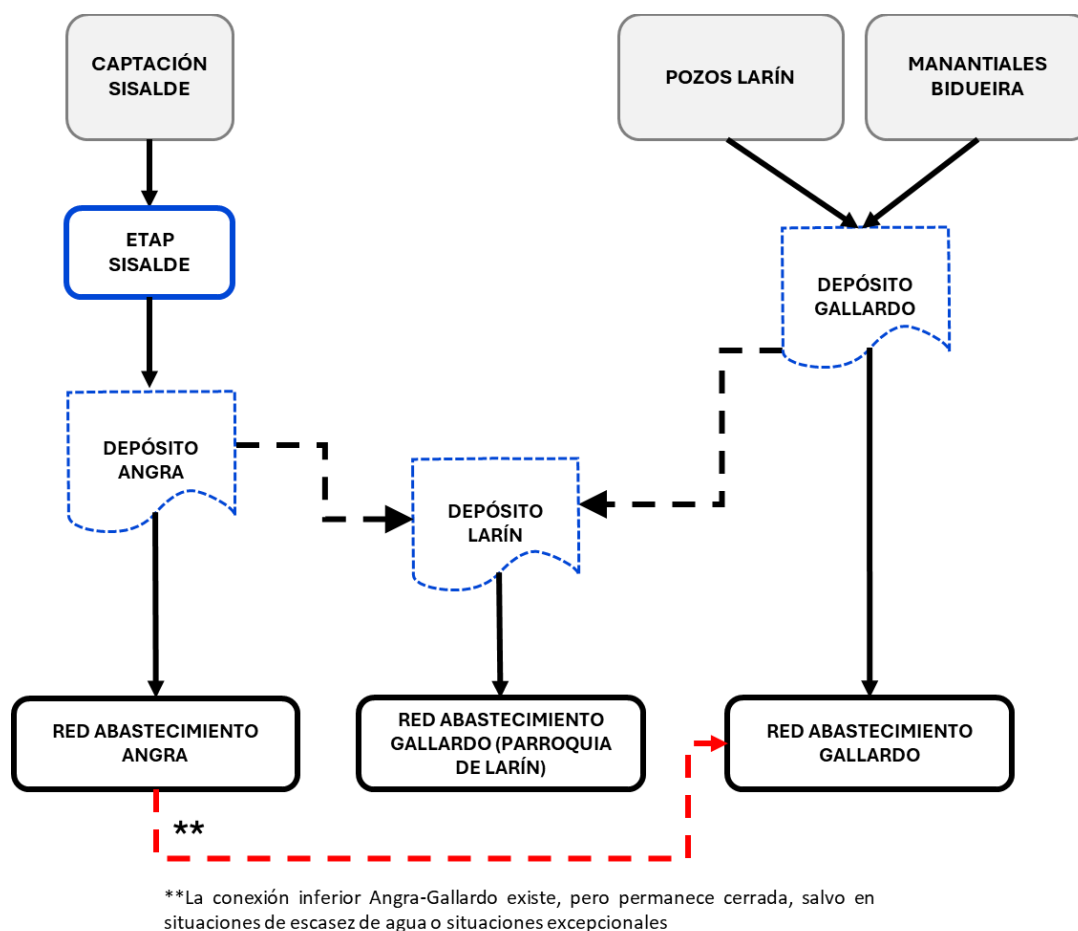 CAPTACIÓN
SISALDE
POZOS LARÍN
MANANTIALES
BIDUEIRA
ETAP
SISALDE
DEPÓSITO
GALLARDO
DEPÓSITO
ANGRA
DEPÓSITO
LARÍN
RED ABASTECIMIENTO
ANGRA
RED ABASTECIMIENTO
GALLARDO (PARROQUIA
DE LARÍN)
RED ABASTECIMIENTO
GALLARDO
**
**La conexión inferior Angra-Gallardo existe, pero permanece cerrada, salvo en
situaciones de escasez de agua o situaciones excepcionales